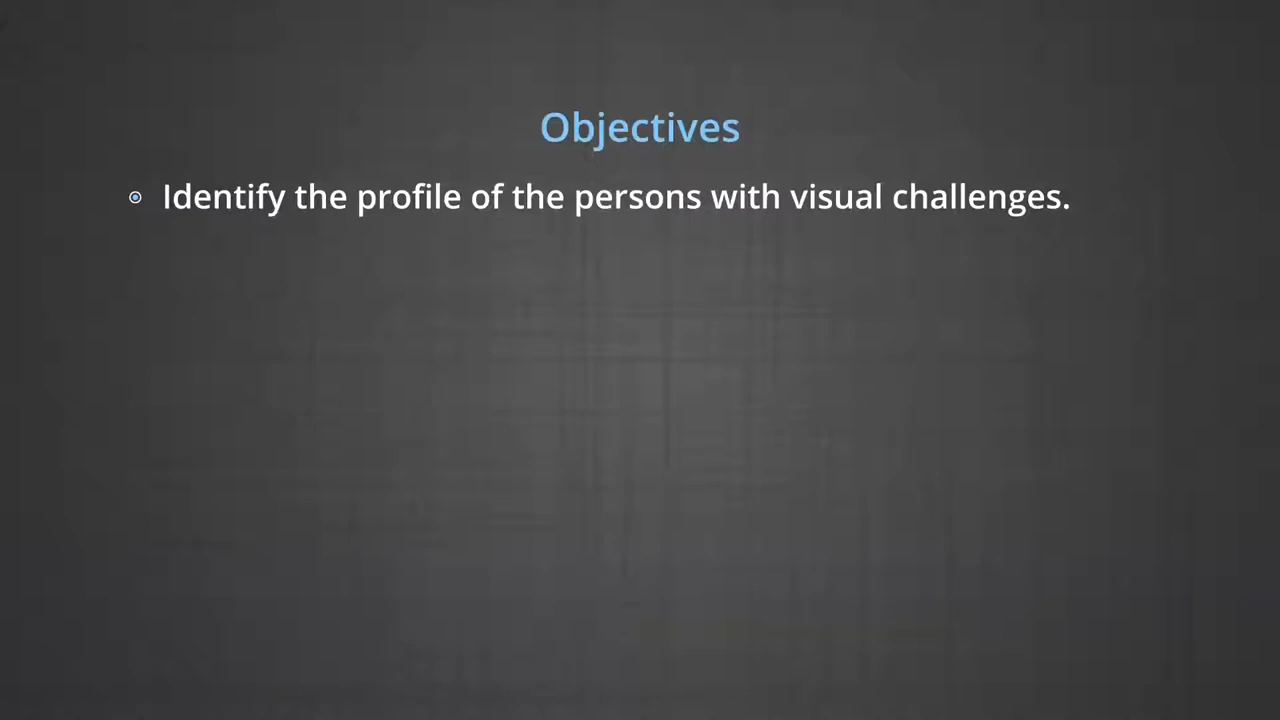 Objectives
Identify the profile of the persons with visual challenges.